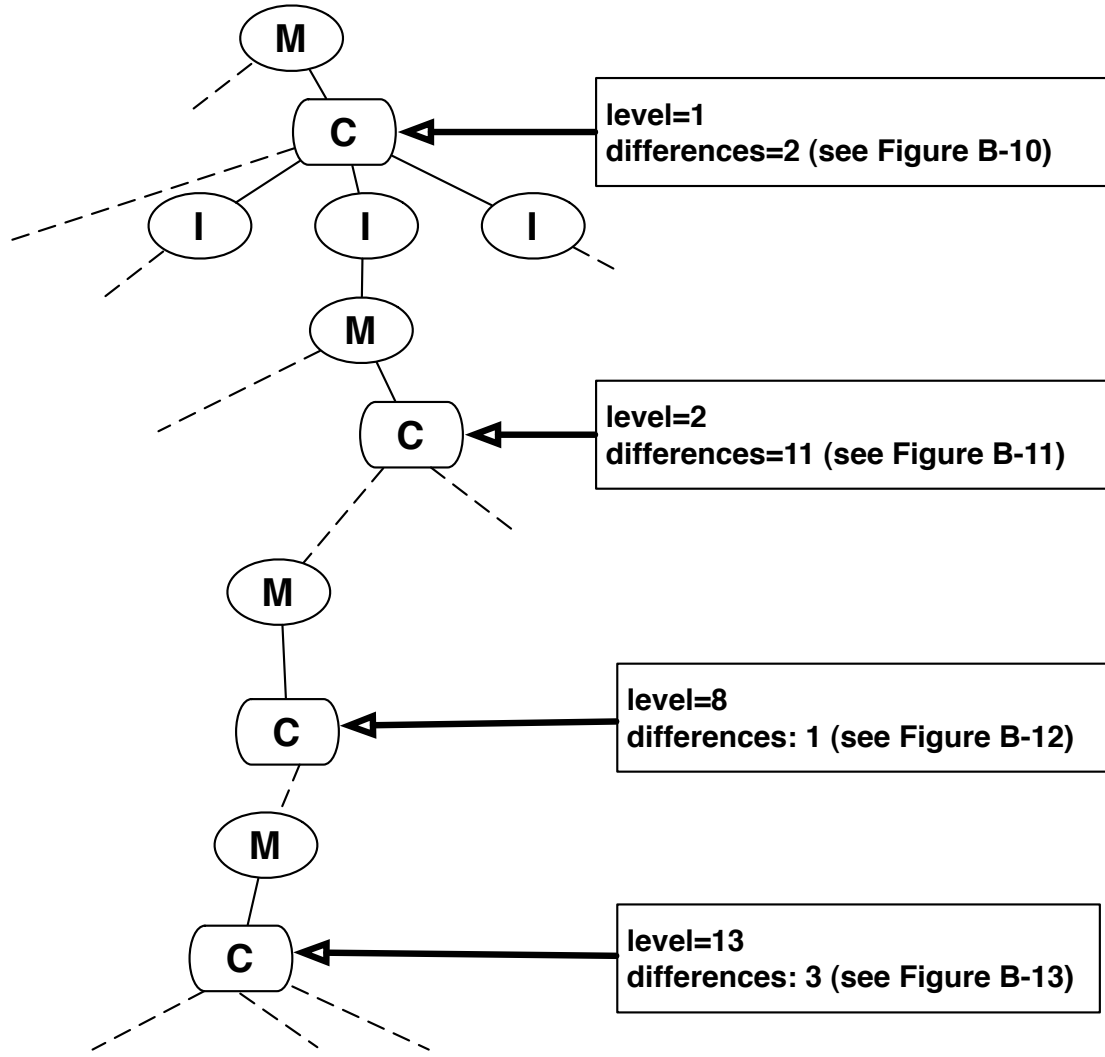 M
C
level=1
differences=2 (see Figure B-10)
I I I
M
C
level=2
differences=11 (see Figure B-11)
M
C
level=8
differences: 1 (see Figure B-12)
M
C
level=13
differences: 3 (see Figure B-13)